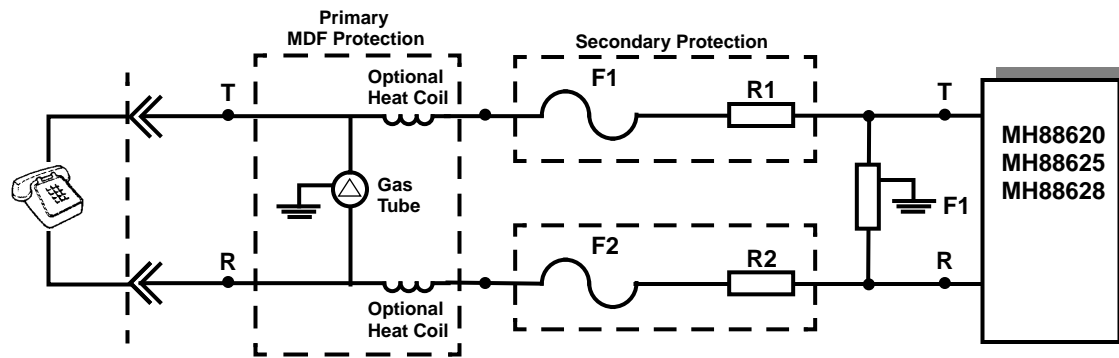 Primary
MDF Protection
Secondary Protection
Optional
Heat Coil
F1
R1
T
T
MH88620
MH88625
MH88628
Gas
Tube
F1
R
F2
R2
R
Optional
Heat Coil